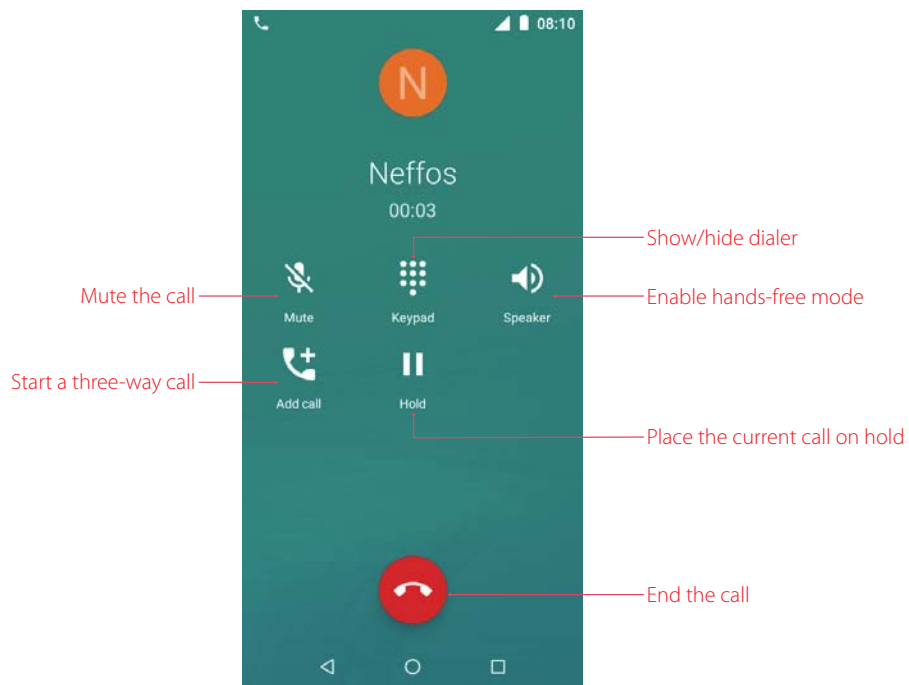 08:10
N
Neffos
00:03
Show/hide dialer
Mute the call
Enable hands-free mode
Mute
Keypad
Speaker
Start a three-way call
Add call
Hold
Place the current call on hold
End the call